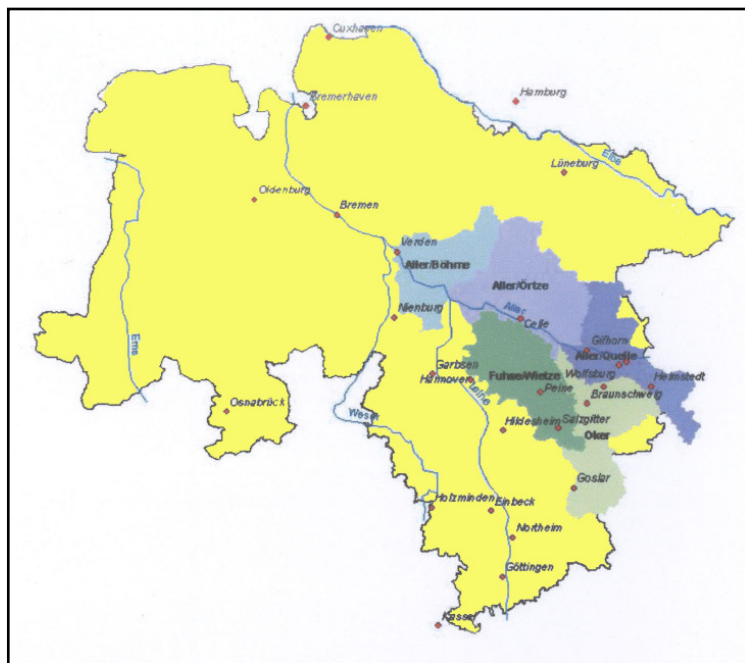 Cuxhaven
Hamburg
Bremerhaven
Elbe
Lüneburg
Oldenburg
Bremen
Verden
Aller/Böhme
Aller/Örtze
Ems
Nienburg
Aller
Celle
Gifhorn
Aller/Quelle
Garbsen
Hannover
Fuhse/Wietze
Wolfsburg
Helmstedt
Leine
Peine
Braunschweig
Osnabrück
Weser
Salzgitter
Hildesheim
Oker
Goslar
Holzminden
Einbeck
Northeim
Göttingen
Kassel